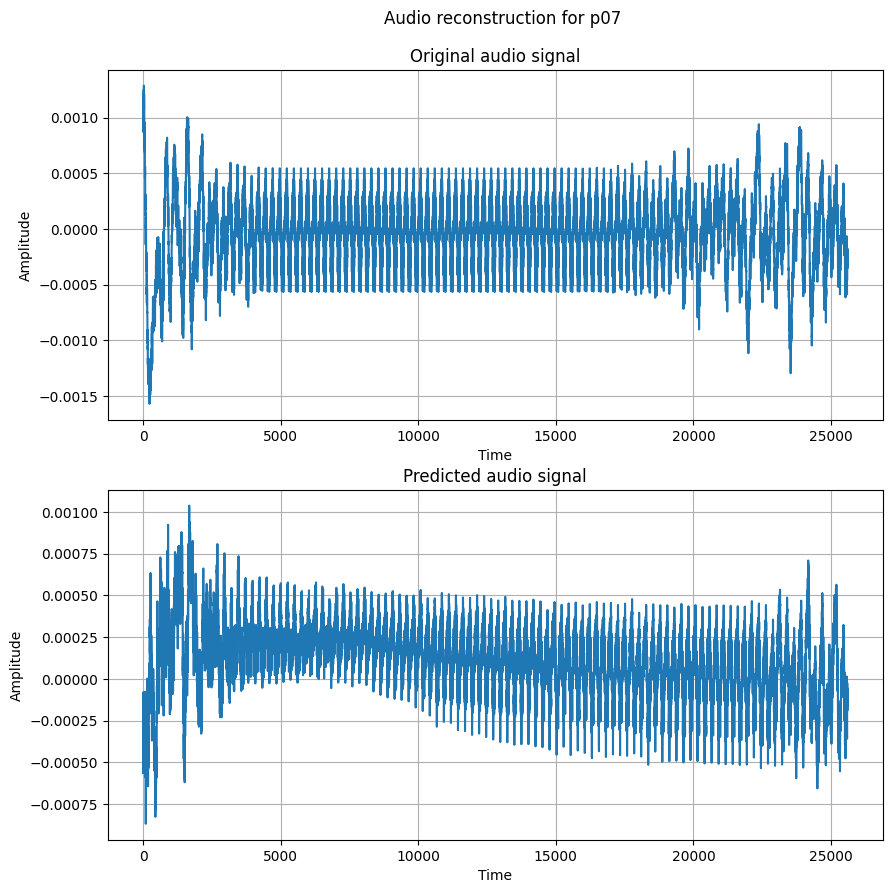 Audio reconstruction for p07
Original audio signal
0.0010
0.0005
0.0000
−0.0005
−0.0010
−0.0015
Amplitude
0 5000 10000 15000 20000 25000
Time
Predicted audio signal
0.00100
0.00075
0.00050
0.00025
0.00000
−0.00025
−0.00050
−0.00075
Amplitude
0 5000 10000 15000 20000 25000
Time